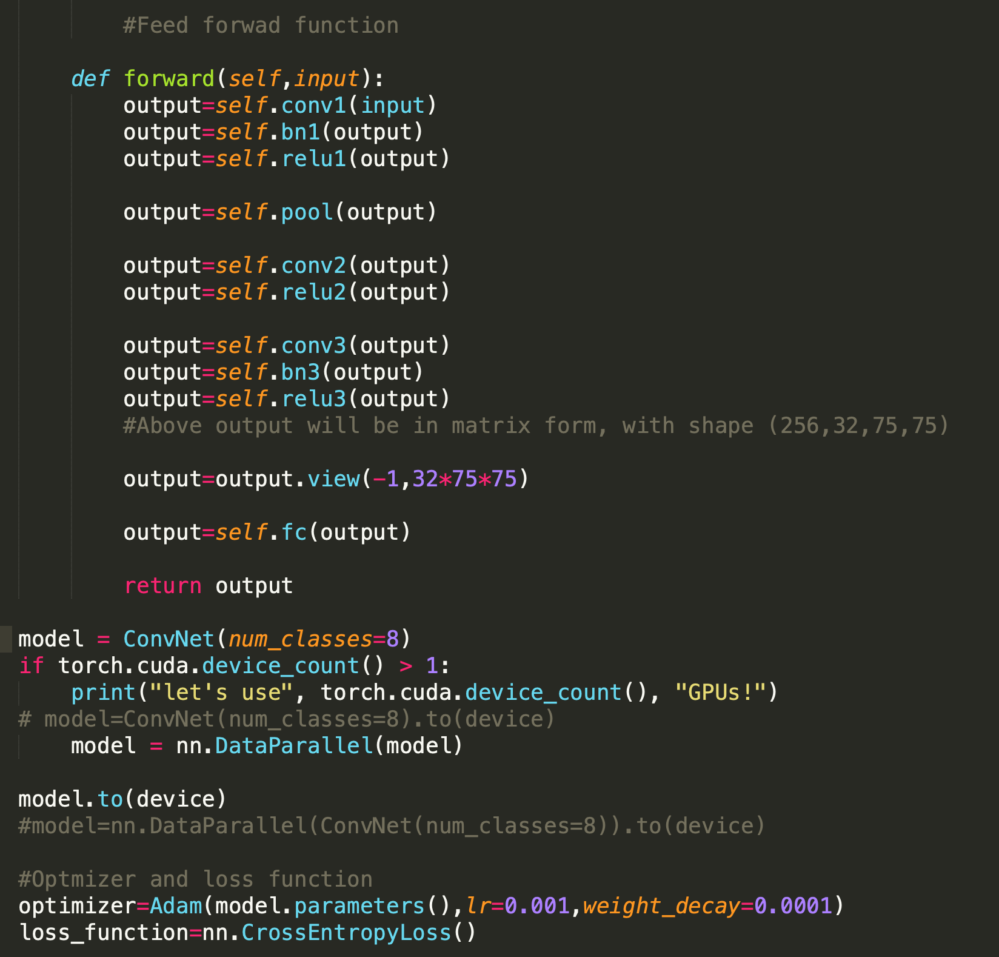 #Feed forwad function
def forward(self,input):
output=self.conv1(input)
output=self.bn1(output)
output=self.relu1(output)
output=self.pool(output)
output=self.conv2(output)
output=self.relu2(output)
output=self.conv3(output)
output=self.bn3(output)
output=self.relu3(output)
#Above output will be in matrix form, with shape (256,32,75,75)
output=output.view(-1,32*75*75)
output=self.fc(output)
return output
model = ConvNet(num_classes=8)
if torch.cuda.device_count() > 1:
print("let's use", torch.cuda.device_count(), "GPUs!")
# model=ConvNet(num_classes=8).to(device)
model = nn.DataParallel(model)
model.to(device)
#model=nn.DataParallel(ConvNet(num_classes=8)).to(device)
#Optmizer and loss function
optimizer=Adam(model.parameters(),lr=0.001,weight_decay=0.0001)
loss_function=nn.CrossEntropyLoss()